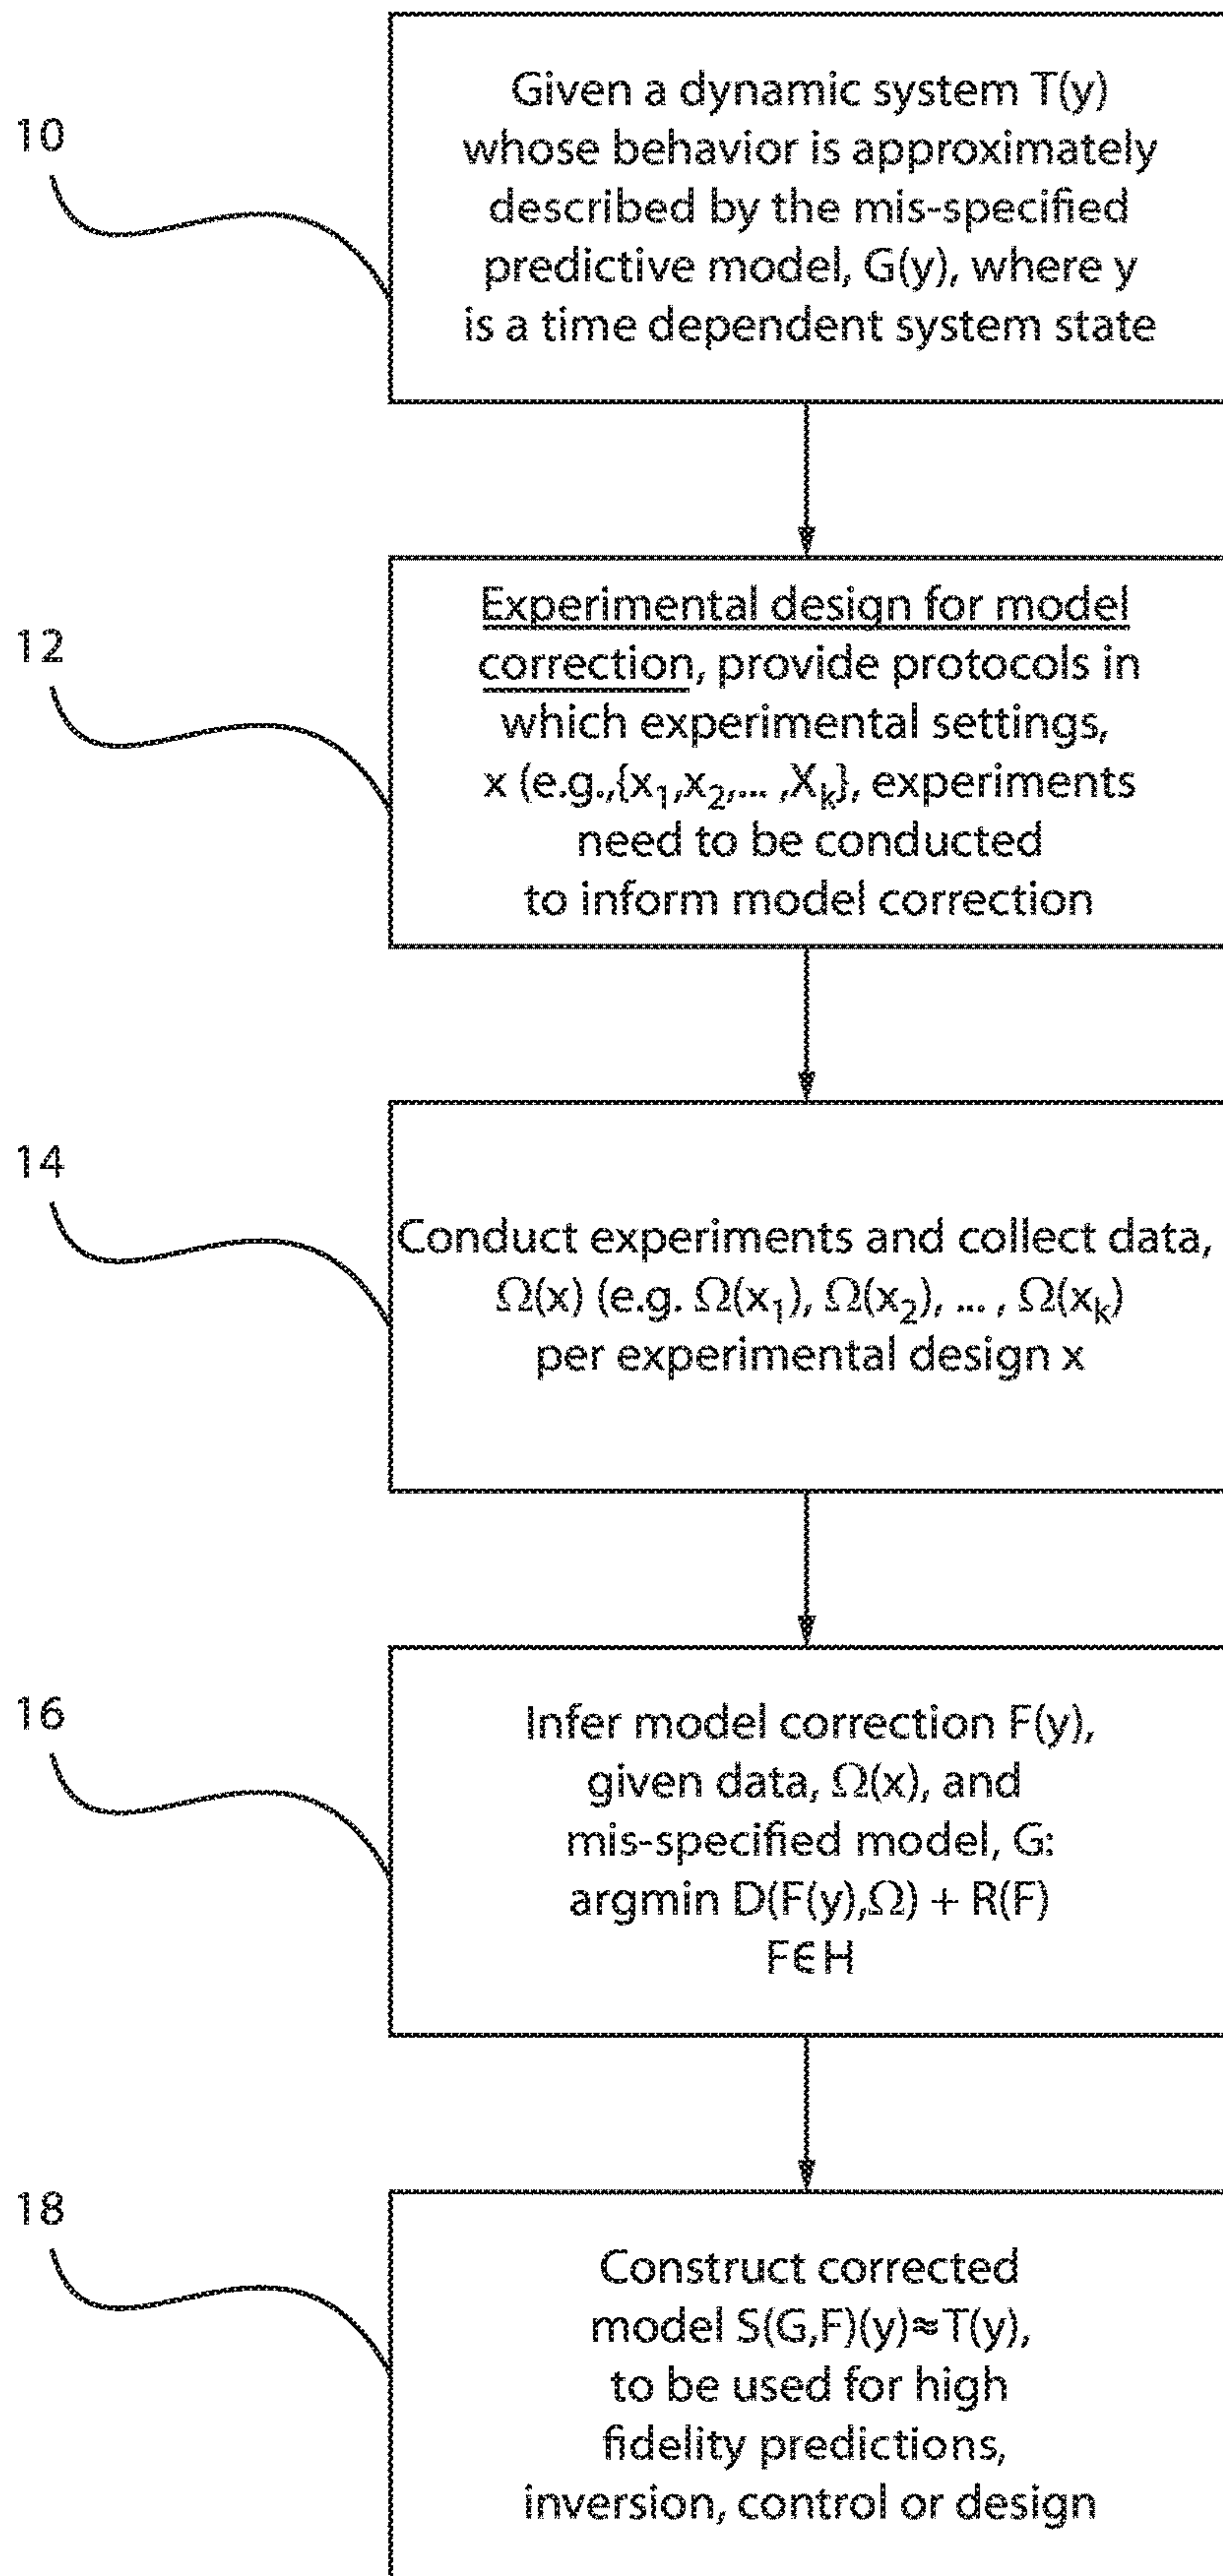 10
Given a dynamic system T(y)
whose behavior is approximately
described by the mis-specified
predictive model, G(y), where y
is a time dependent system state
12
Experimental design for model
correction, provide protocols in
which experimental settings,
x (e.g.,{x₁,x₂,... ,Xₖ}, experiments
need to be conducted
to inform model correction
14
Conduct experiments and collect data,
Ω(x) (e.g. Ω(x₁), Ω(x₂), ... , Ω(xₖ)
per experimental design x
16
Infer model correction F(y),
given data, Ω(x), and
mis-specified model, G:
argmin D(F(y),Ω) + R(F)
F∈H
18
Construct corrected
model S(G,F)(y)≈T(y),
to be used for high
fidelity predictions,
inversion, control or design